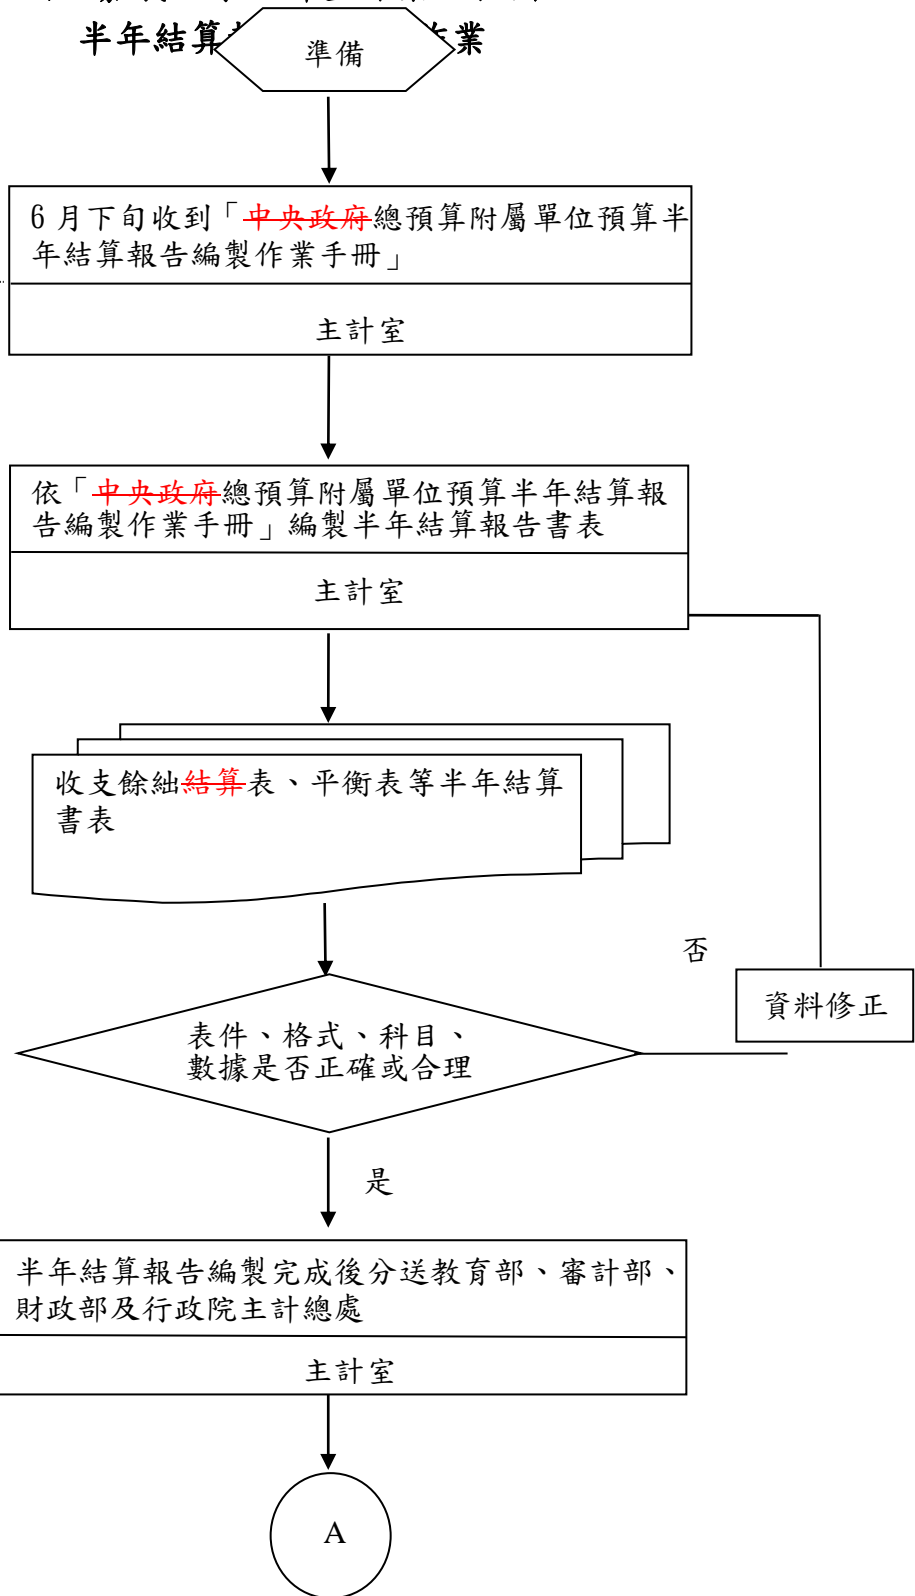 半年結算
作業
準備
6 月下旬收到「中央政府總預算附屬單位預算半
年結算報告編製作業手冊」
主計室
依「中央政府總預算附屬單位預算半年結算報
告編製作業手冊」編製半年結算報告書表
主計室
收支餘絀結算表、平衡表等半年結算
書表
否
資料修正
表件、格式、科目、
數據是否正確或合理
是
半年結算報告編製完成後分送教育部、審計部、
財政部及行政院主計總處
主計室
A